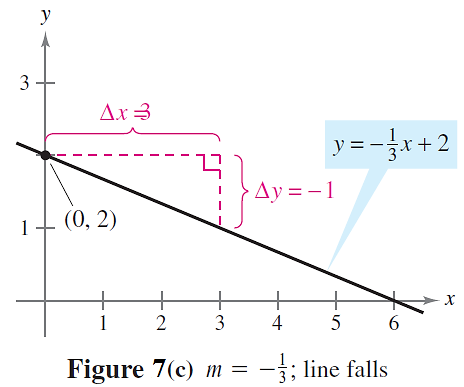 y
3
Δx = 3
y = -1/3x + 2
Δy = -1
(0, 2)
1
x
1 2 3 4 5 6
Figure 7(c) m = -1/3; line falls